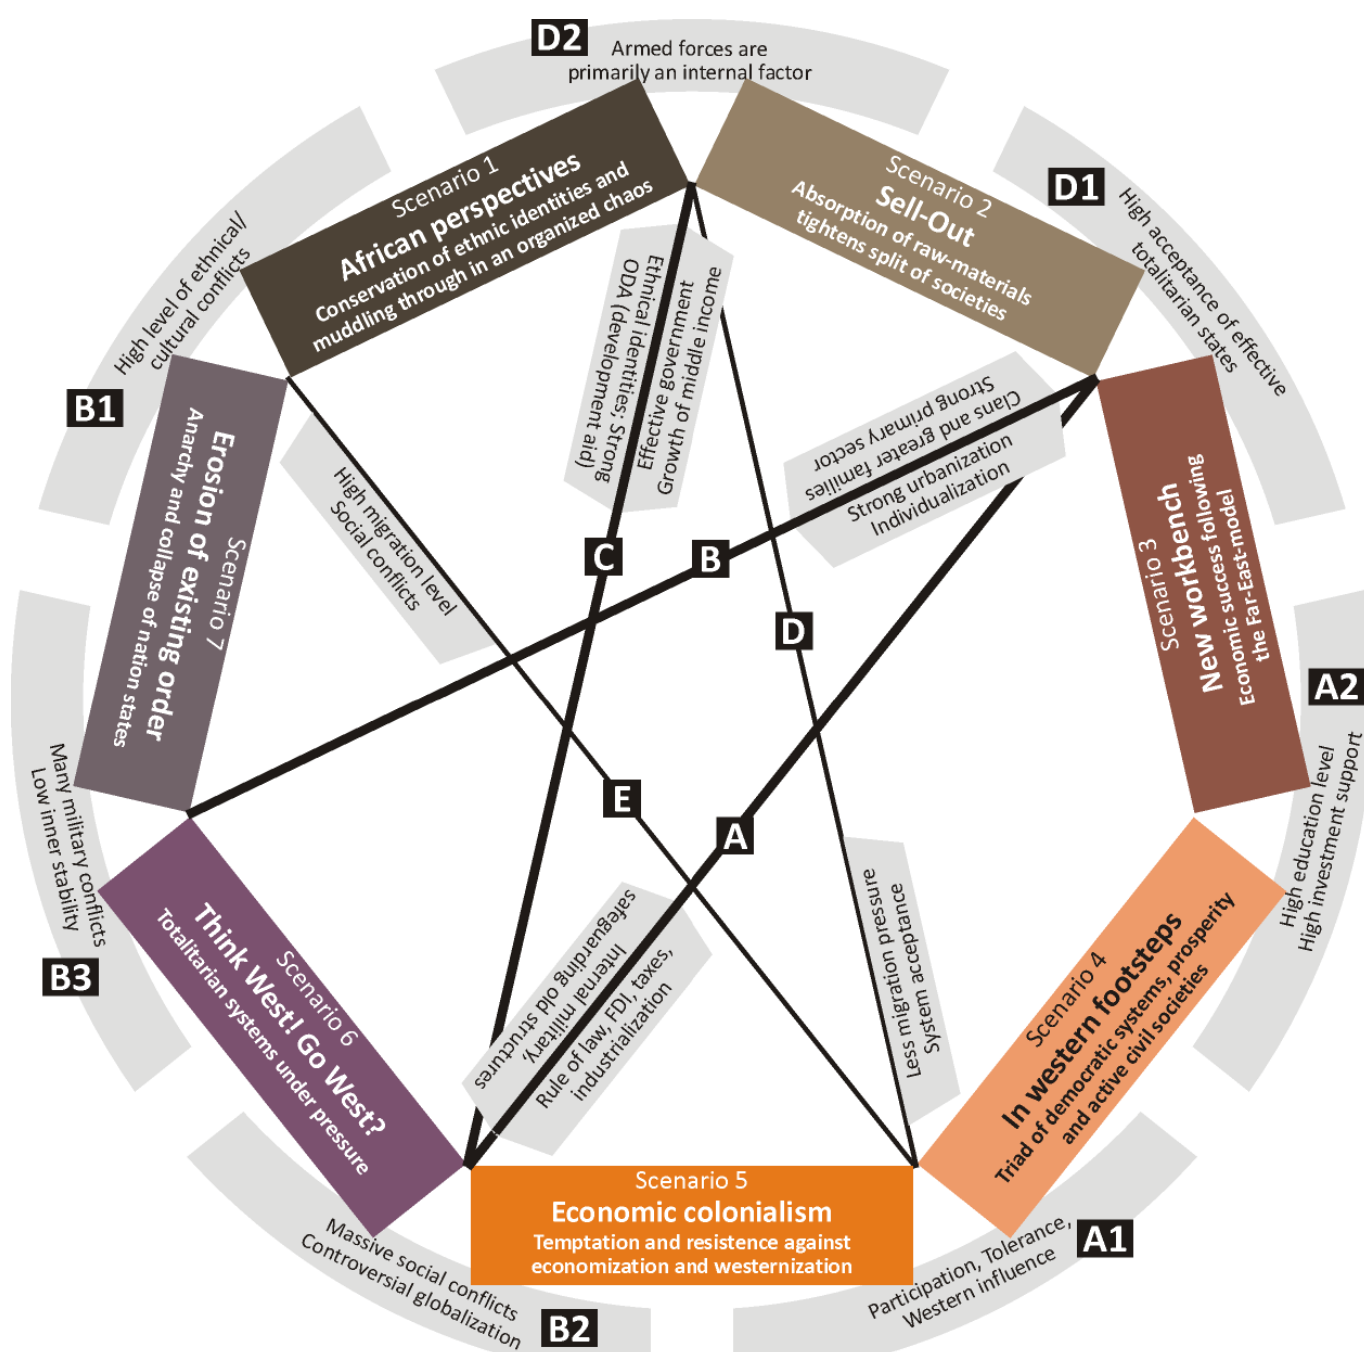 D2
Armed forces are
primarily an internal factor
Scenario 1
African perspectives
Conservation of ethnic identities and
muddling through in an organized chaos
Scenario 2
Sell-Out
Absorption of raw-materials
tightens split of societies
D1
High acceptance of effective
totalitarian states
B1
High level of ethnical/
cultural conflicts
Scenario 7
Erosion of existing order
Anarchy and collapse of nation states
Scenario 3
New workbench
Economic success following
the Far-East-model
A2
High education level
High investment support
Ethnical identities; Strong
ODA (development aid)
Effective government
Growth of middle income
Clans and greater families
Strong primary sector
Strong urbanization
Individualization
High migration level
Social conflicts
C
B
D
E
A
Less migration pressure
System acceptance
Internal military,
safeguarding old structures
Rule of law, FDI, taxes,
industrialization
B3
Many military conflicts
Low inner stability
Scenario 6
Think West! Go West?
Totalitarian systems under pressure
Scenario 4
In western footsteps
Triad of democratic systems, prosperity
and active civil societies
Scenario 5
Economic colonialism
Temptation and resistence against
economization and westernization
B2
Massive social conflicts
Controversial globalization
A1
Participation, Tolerance,
Western influence